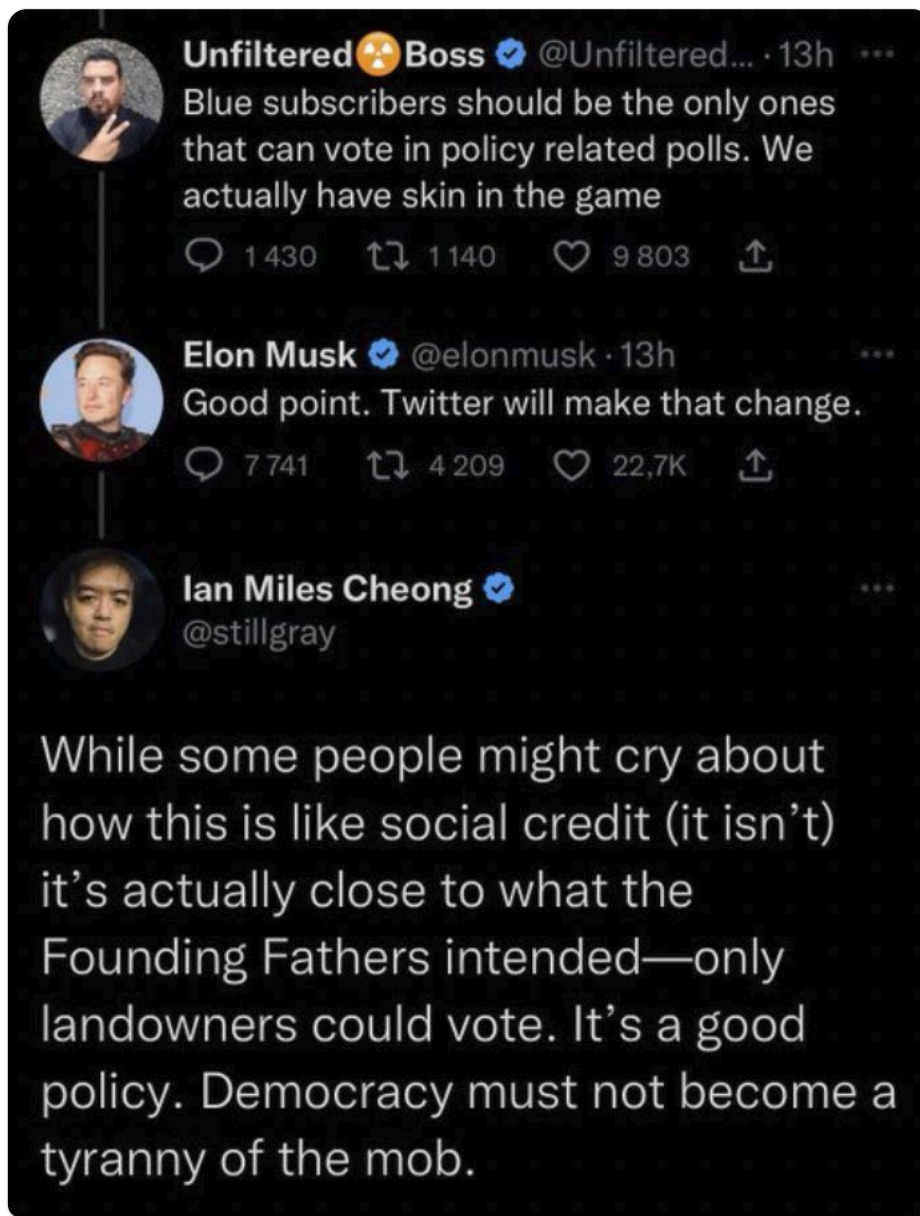 Unfiltered☢️Boss @Unfiltered... · 13h
Blue subscribers should be the only ones
that can vote in policy related polls. We
actually have skin in the game
1 430 1 140 9 803
Elon Musk @elonmusk · 13h
Good point. Twitter will make that change.
7 741 4 209 22,7K
Ian Miles Cheong
@stillgray
While some people might cry about
how this is like social credit (it isn’t)
it’s actually close to what the
Founding Fathers intended—only
landowners could vote. It’s a good
policy. Democracy must not become a
tyranny of the mob.